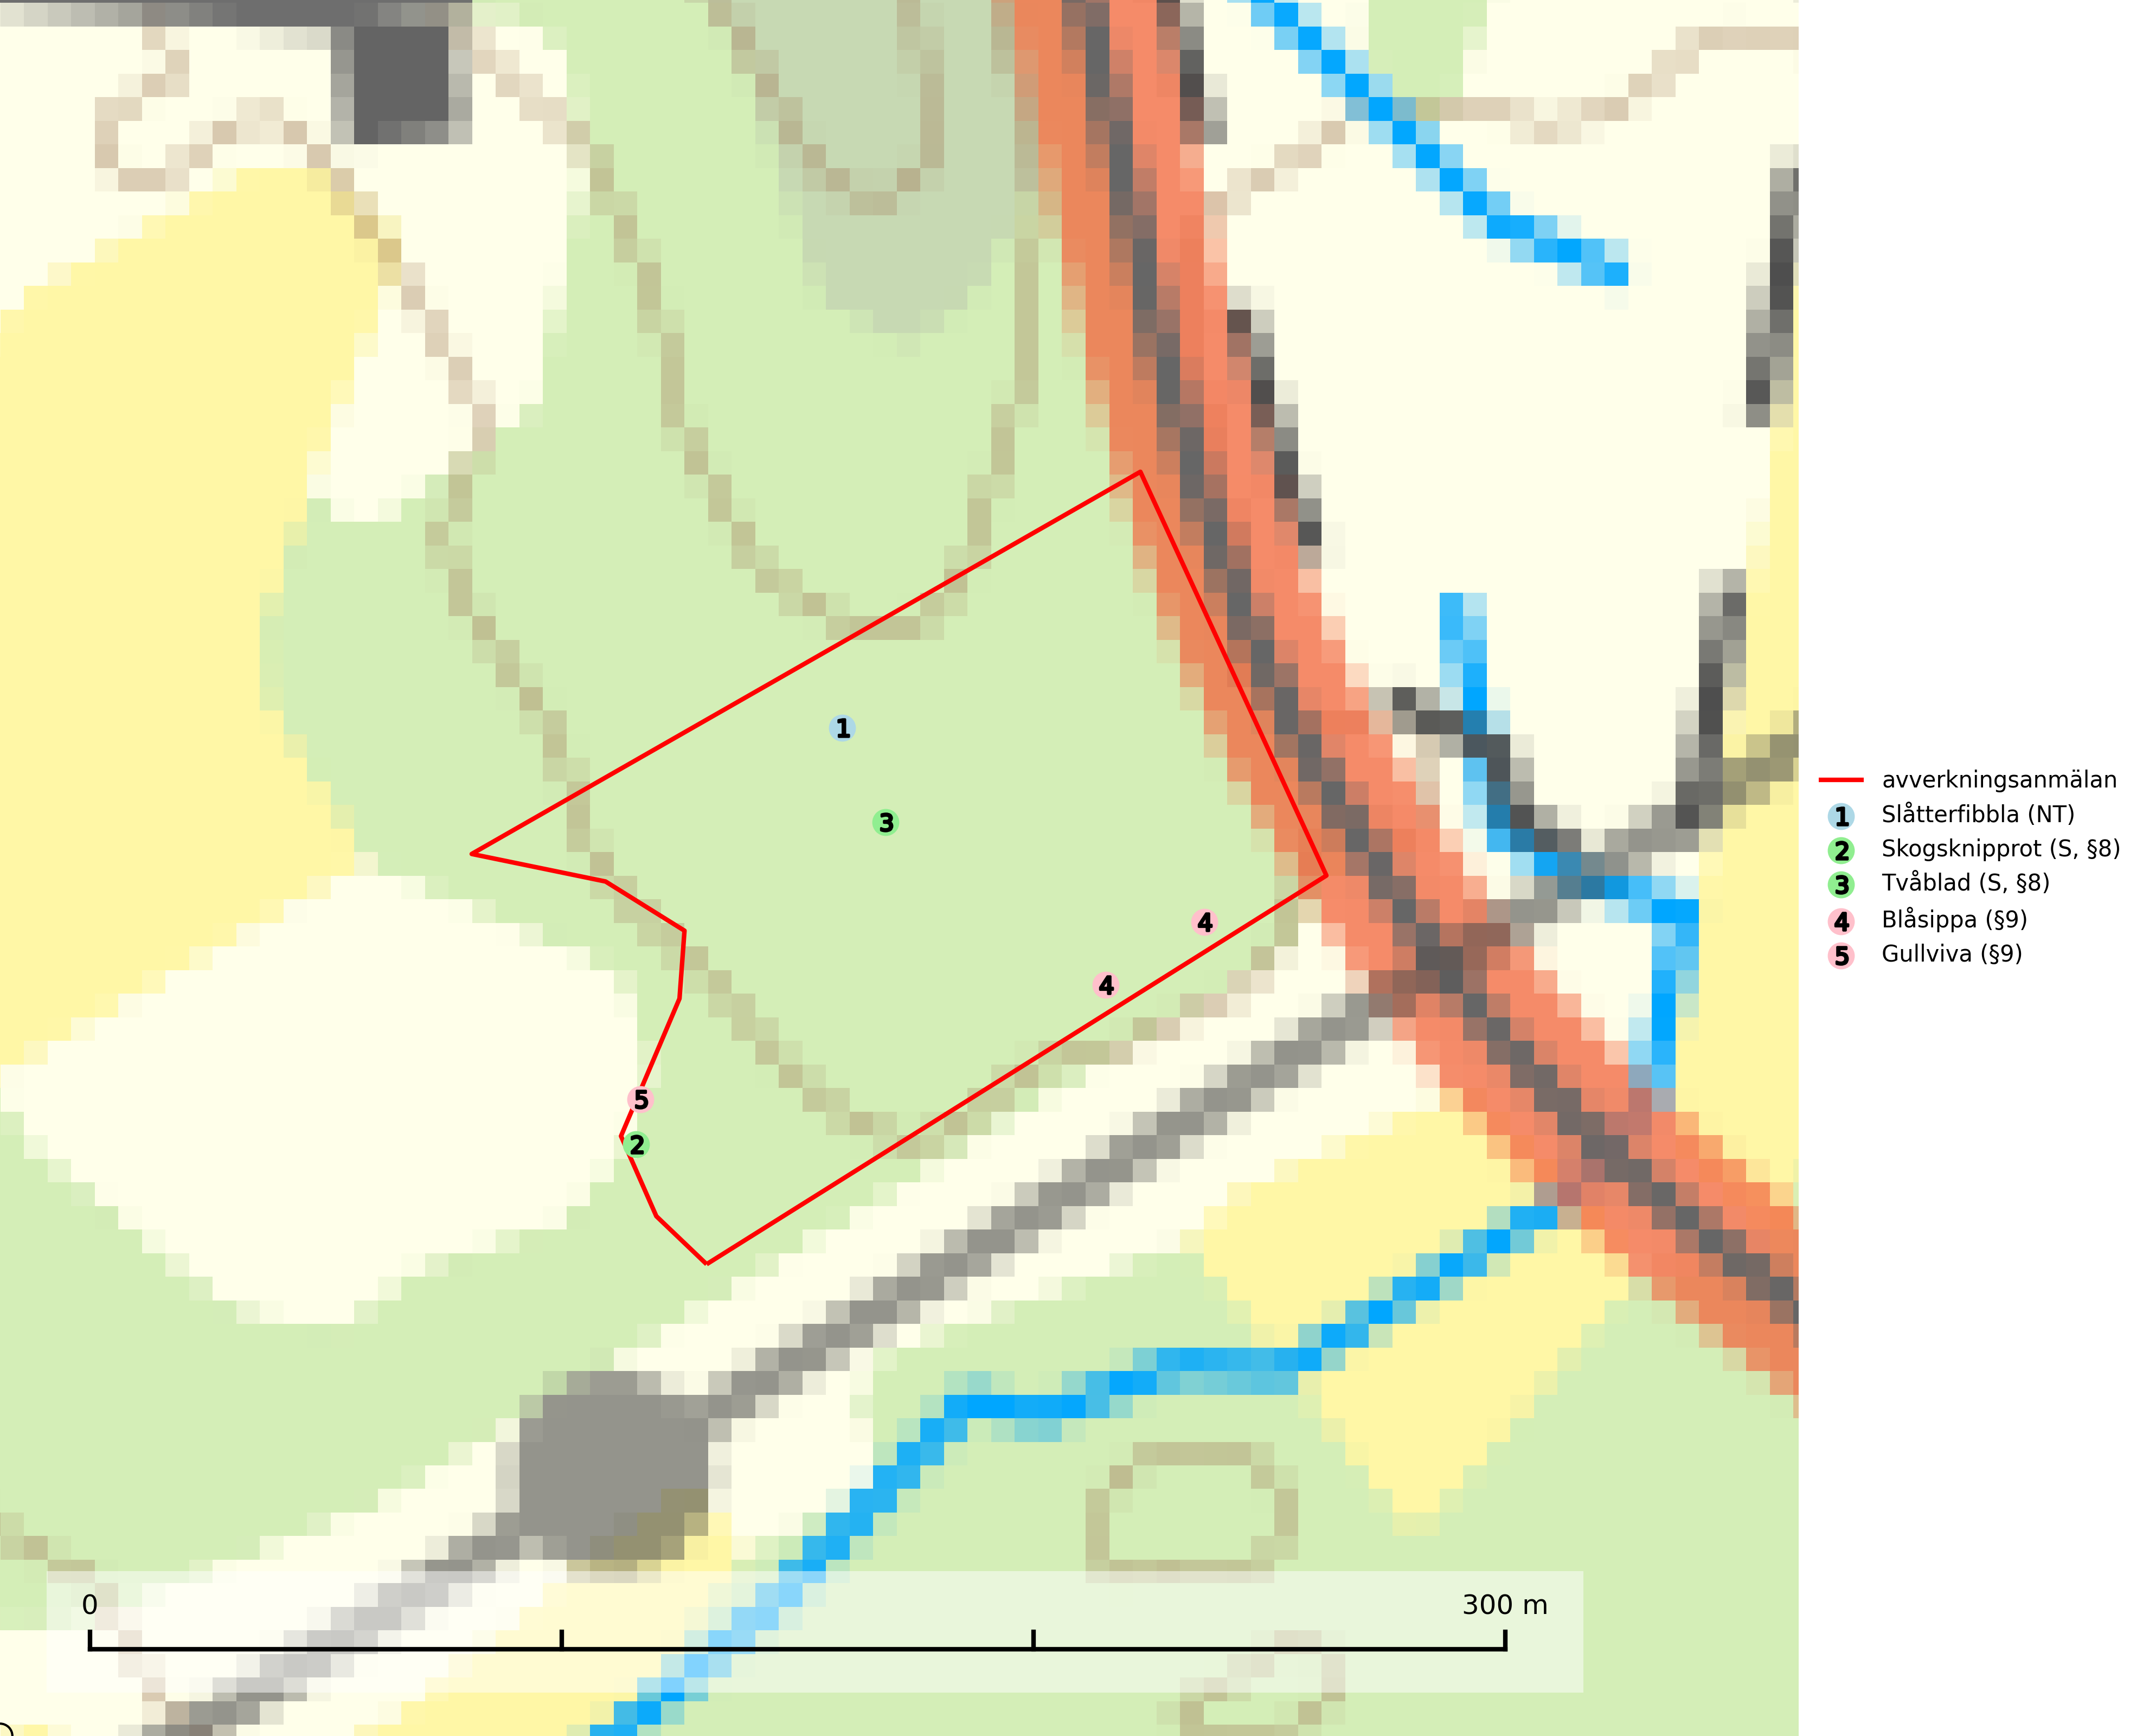 1
3
4
4
5
2
avverkningsanmälan
1 Slåtterfibbla (NT)
2 Skogsknipprot (S, §8)
3 Tvåblad (S, §8)
4 Blåsippa (§9)
5 Gullviva (§9)
0 300 m